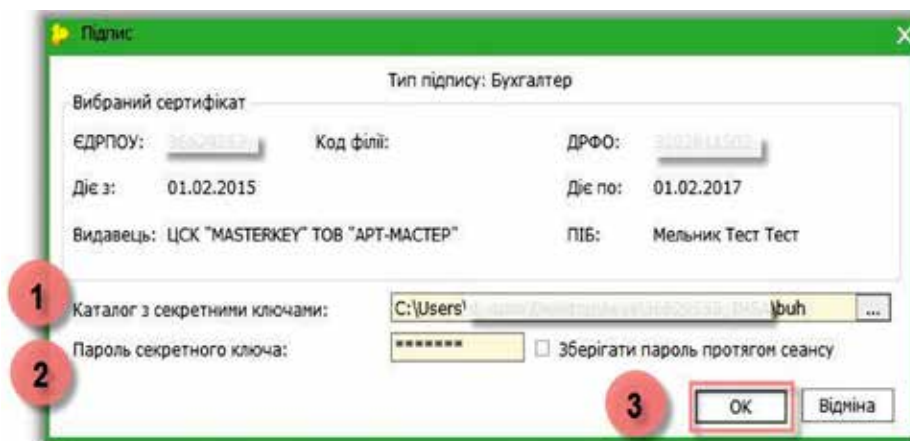 Підпис
Тип підпису: Бухгалтер
Вибраний сертифікат
ЄДРПОУ: Код філії: ДРФО:
Діє з: 01.02.2015 Діє по: 01.02.2017
Видавець: ЦСК "MASTERKEY" ТОВ "АРТ-МАСТЕР" ПІБ: Мельник Тест Тест
1 Каталог з секретними ключами: C:\Users\ \buh ...
2 Пароль секретного ключа: ******* Зберігати пароль протягом сеансу
3 OK Відміна